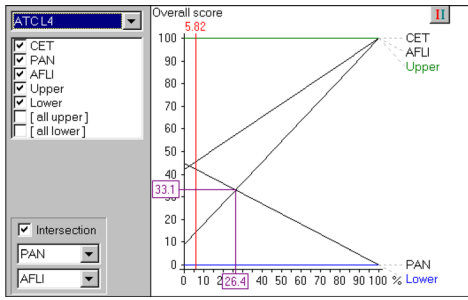 ATC L4
CET
PAN
AFLI
Upper
Lower
[ all upper ]
[ all lower ]
Intersection
PAN
AFLI
Overall score
5.82
100
90
80
70
60
50
40
33.1
30
20
10
0
CET
AFLI
Upper
PAN
Lower
0 10 2 26.4 40 50 60 70 80 90 100 %